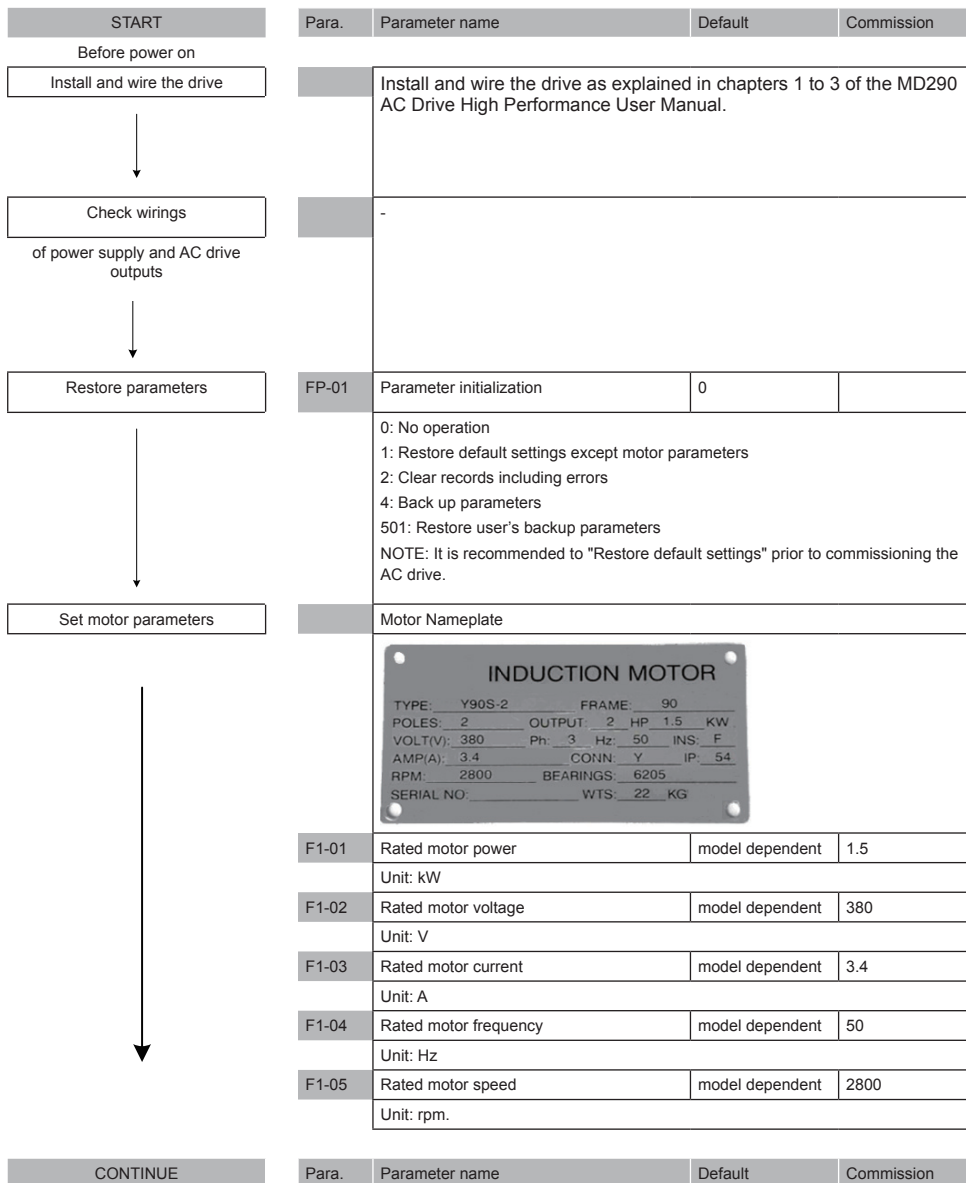 START
Para. Parameter name Default Commission
Before power on
Install and wire the drive
Install and wire the drive as explained in chapters 1 to 3 of the MD290
AC Drive High Performance User Manual.
Check wirings
-
of power supply and AC drive
outputs
Restore parameters
FP-01 Parameter initialization 0
0: No operation
1: Restore default settings except motor parameters
2: Clear records including errors
4: Back up parameters
501: Restore user’s backup parameters
NOTE: It is recommended to "Restore default settings" prior to commissioning the
AC drive.
Set motor parameters
Motor Nameplate
INDUCTION MOTOR
TYPE: Y90S-2 FRAME: 90
POLES: 2 OUTPUT: 2 HP 1.5 KW
VOLT(V): 380 Ph: 3 Hz: 50 INS: F
AMP(A): 3.4 CONN: Y IP: 54
RPM: 2800 BEARINGS: 6205
SERIAL NO: WTS: 22 KG
F1-01 Rated motor power model dependent 1.5
Unit: kW
F1-02 Rated motor voltage model dependent 380
Unit: V
F1-03 Rated motor current model dependent 3.4
Unit: A
F1-04 Rated motor frequency model dependent 50
Unit: Hz
F1-05 Rated motor speed model dependent 2800
Unit: rpm.
CONTINUE
Para. Parameter name Default Commission